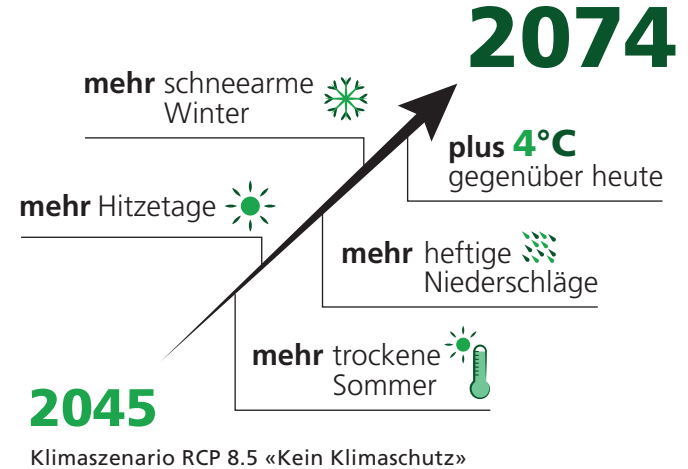 2074
mehr schneearme
Winter
plus 4°C
gegenüber heute
mehr Hitzetage
mehr heftige
Niederschläge
mehr trockene
Sommer
2045
Klimaszenario RCP 8.5 «Kein Klimaschutz»